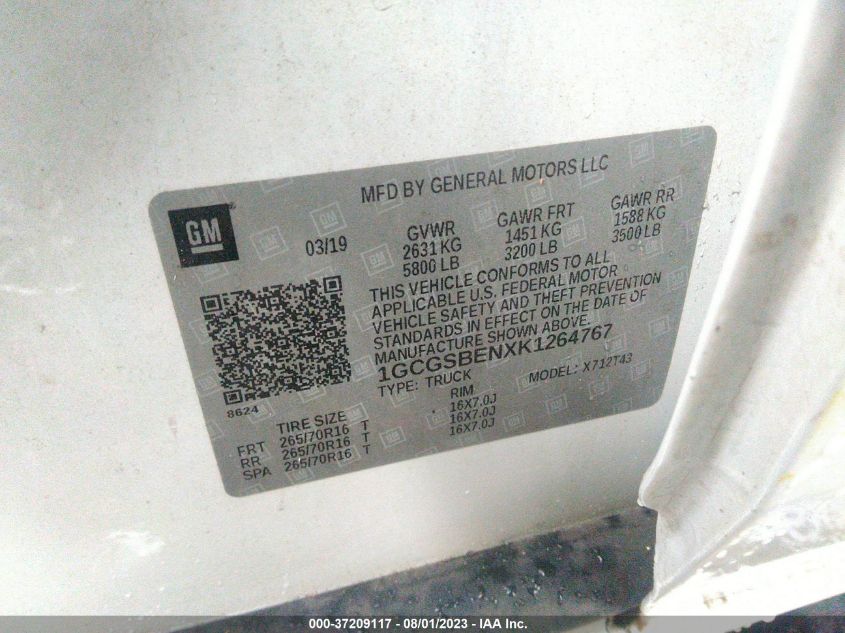 MFD BY GENERAL MOTORS LLC
GM
03/19
GVWR
2631 KG
5800 LB
GAWR FRT
1451 KG
3200 LB
GAWR RR
1588 KG
3500 LB
THIS VEHICLE CONFORMS TO ALL
APPLICABLE U.S. FEDERAL MOTOR
VEHICLE SAFETY AND THEFT PREVENTION
STANDARDS IN EFFECT ON THE DATE OF
MANUFACTURE SHOWN ABOVE.
1GCGSBENXK1264767
TYPE: TRUCK MODEL: X712T43
8624
TIRE SIZE RIM
FRT 265/70R16 T 16X7.0J
RR 265/70R16 T 16X7.0J
SPA 265/70R16 T 16X7.0J
000-37209117 - 08/01/2023 - IAA Inc.